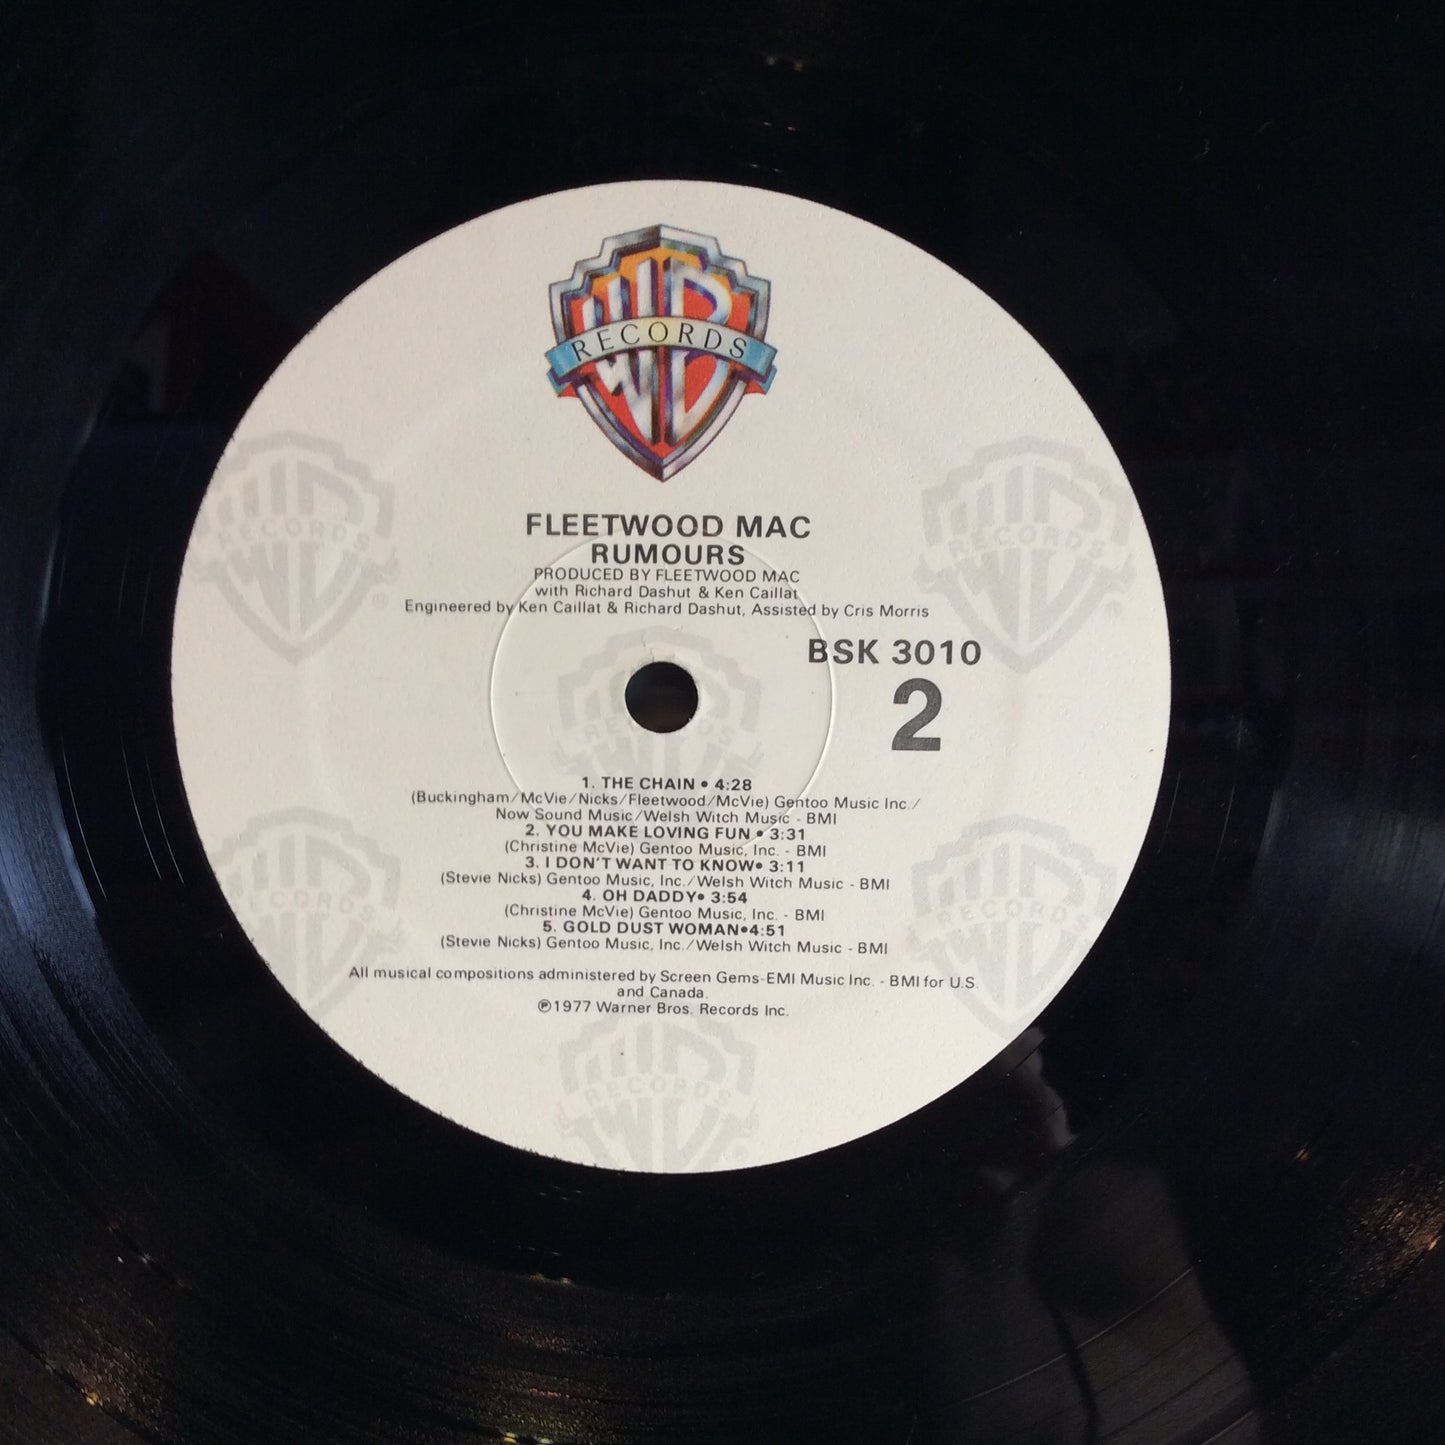 RECORDS
FLEETWOOD MAC
RUMOURS
PRODUCED BY FLEETWOOD MAC
with Richard Dashut & Ken Caillat
Engineered by Ken Caillat & Richard Dashut, Assisted by Cris Morris
BSK 3010
2
1. THE CHAIN • 4:28
(Buckingham/McVie/Nicks/Fleetwood/McVie) Gentoo Music Inc./
Now Sound Music/Welsh Witch Music - BMI
2. YOU MAKE LOVING FUN • 3:31
(Christine McVie) Gentoo Music, Inc. - BMI
3. I DON'T WANT TO KNOW• 3:11
(Stevie Nicks) Gentoo Music, Inc./Welsh Witch Music - BMI
4. OH DADDY• 3:54
(Christine McVie) Gentoo Music, Inc. - BMI
5. GOLD DUST WOMAN•4:51
(Stevie Nicks) Gentoo Music, Inc./Welsh Witch Music - BMI
All musical compositions administered by Screen Gems-EMI Music Inc. - BMI for U.S.
and Canada.
℗1977 Warner Bros. Records Inc.